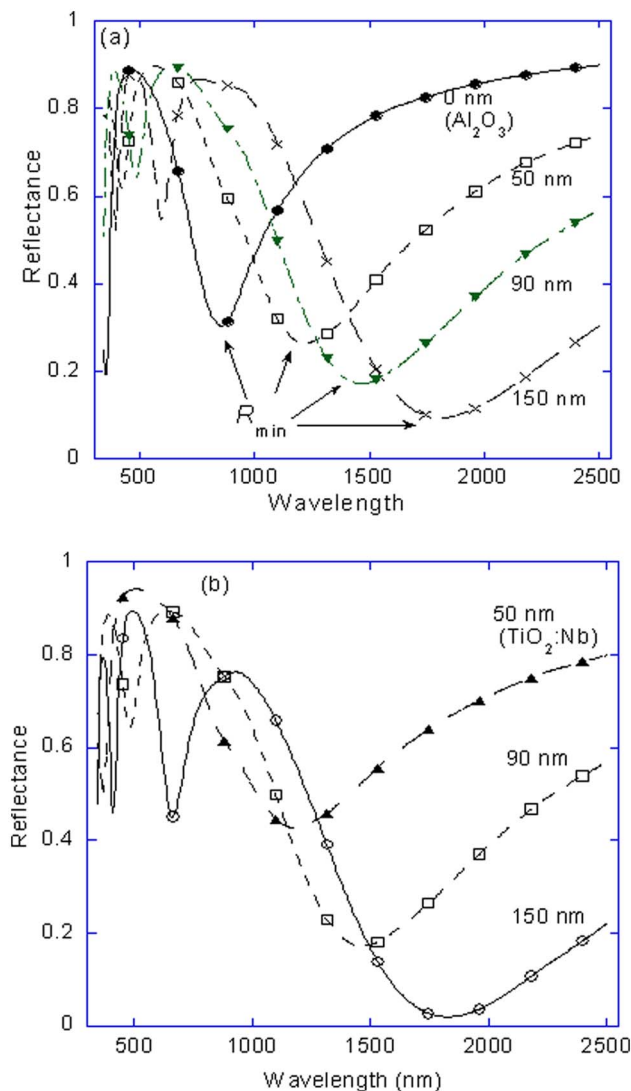 (a)
1
0.8
0.6
0.4
0.2
0
Reflectance
0 nm
(Al₂O₃)
50 nm
90 nm
150 nm
Rmin
500 1000 1500 2000 2500
Wavelength
(b)
1
0.8
0.6
0.4
0.2
0
Reflectance
50 nm
(TiO₂:Nb)
90 nm
150 nm
500 1000 1500 2000 2500
Wavelength (nm)